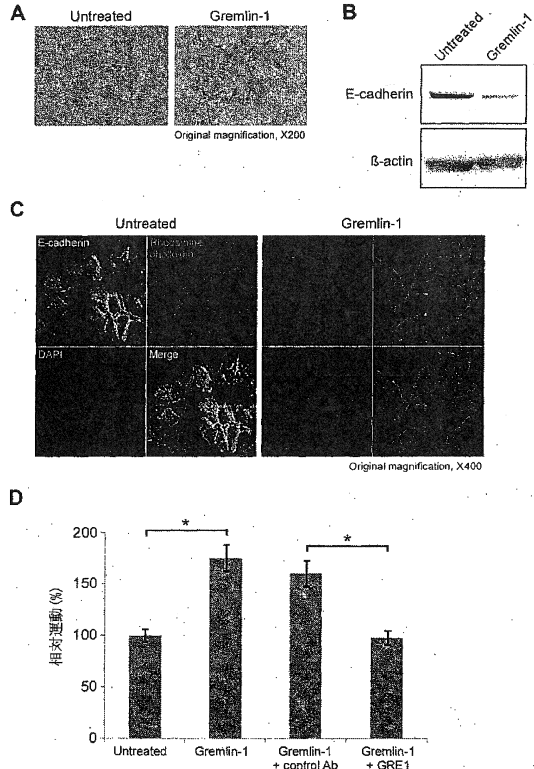 A
Untreated
Gremlin-1
Original magnification, X200
B
Untreated
Gremlin-1
E-cadherin
ß-actin
C
Untreated
Gremlin-1
E-cadherin
Rhodamine
phalloidin
DAPI
Merge
Original magnification, X400
D
*
*
相対運動 (%)
200
150
100
50
0
Untreated
Gremlin-1
Gremlin-1
+ control Ab
Gremlin-1
+ GRE1